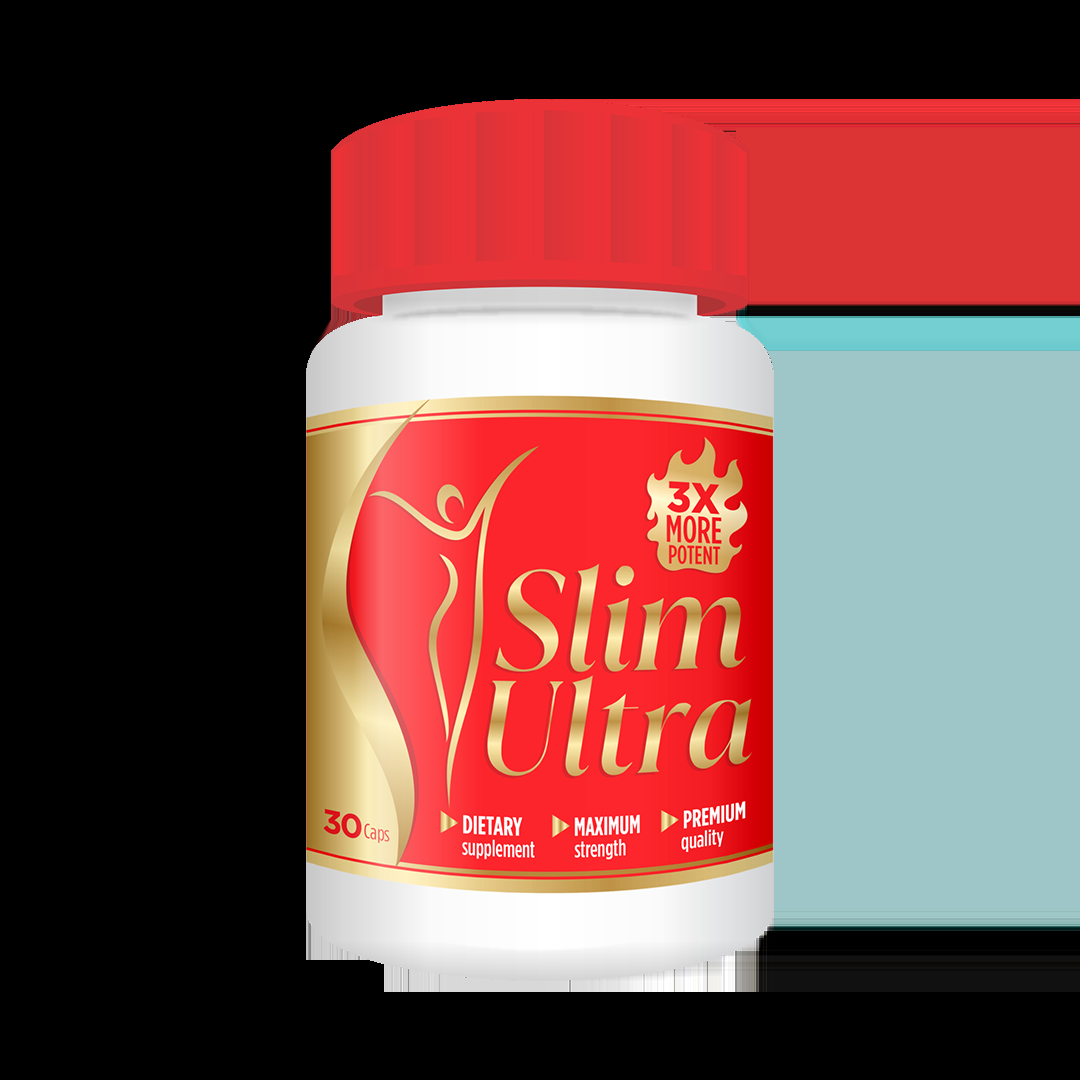 3X
MORE
POTENT
Slim
Ultra
30 Caps
DIETARY
supplement
MAXIMUM
strength
PREMIUM
quality